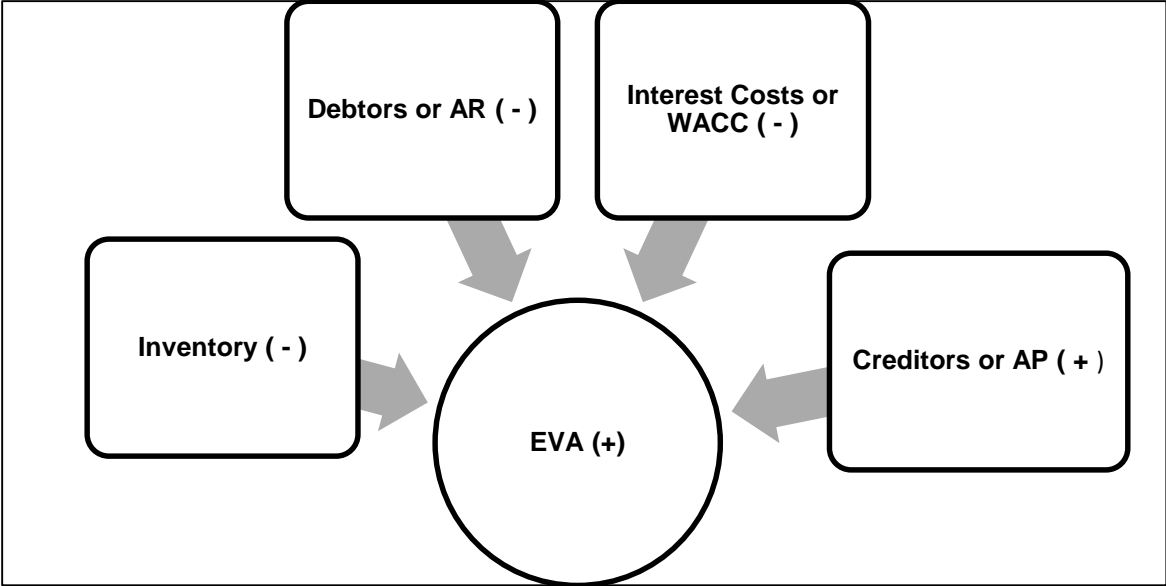 Debtors or AR ( - )
Interest Costs or
WACC ( - )
Inventory ( - )
Creditors or AP ( + )
EVA (+)